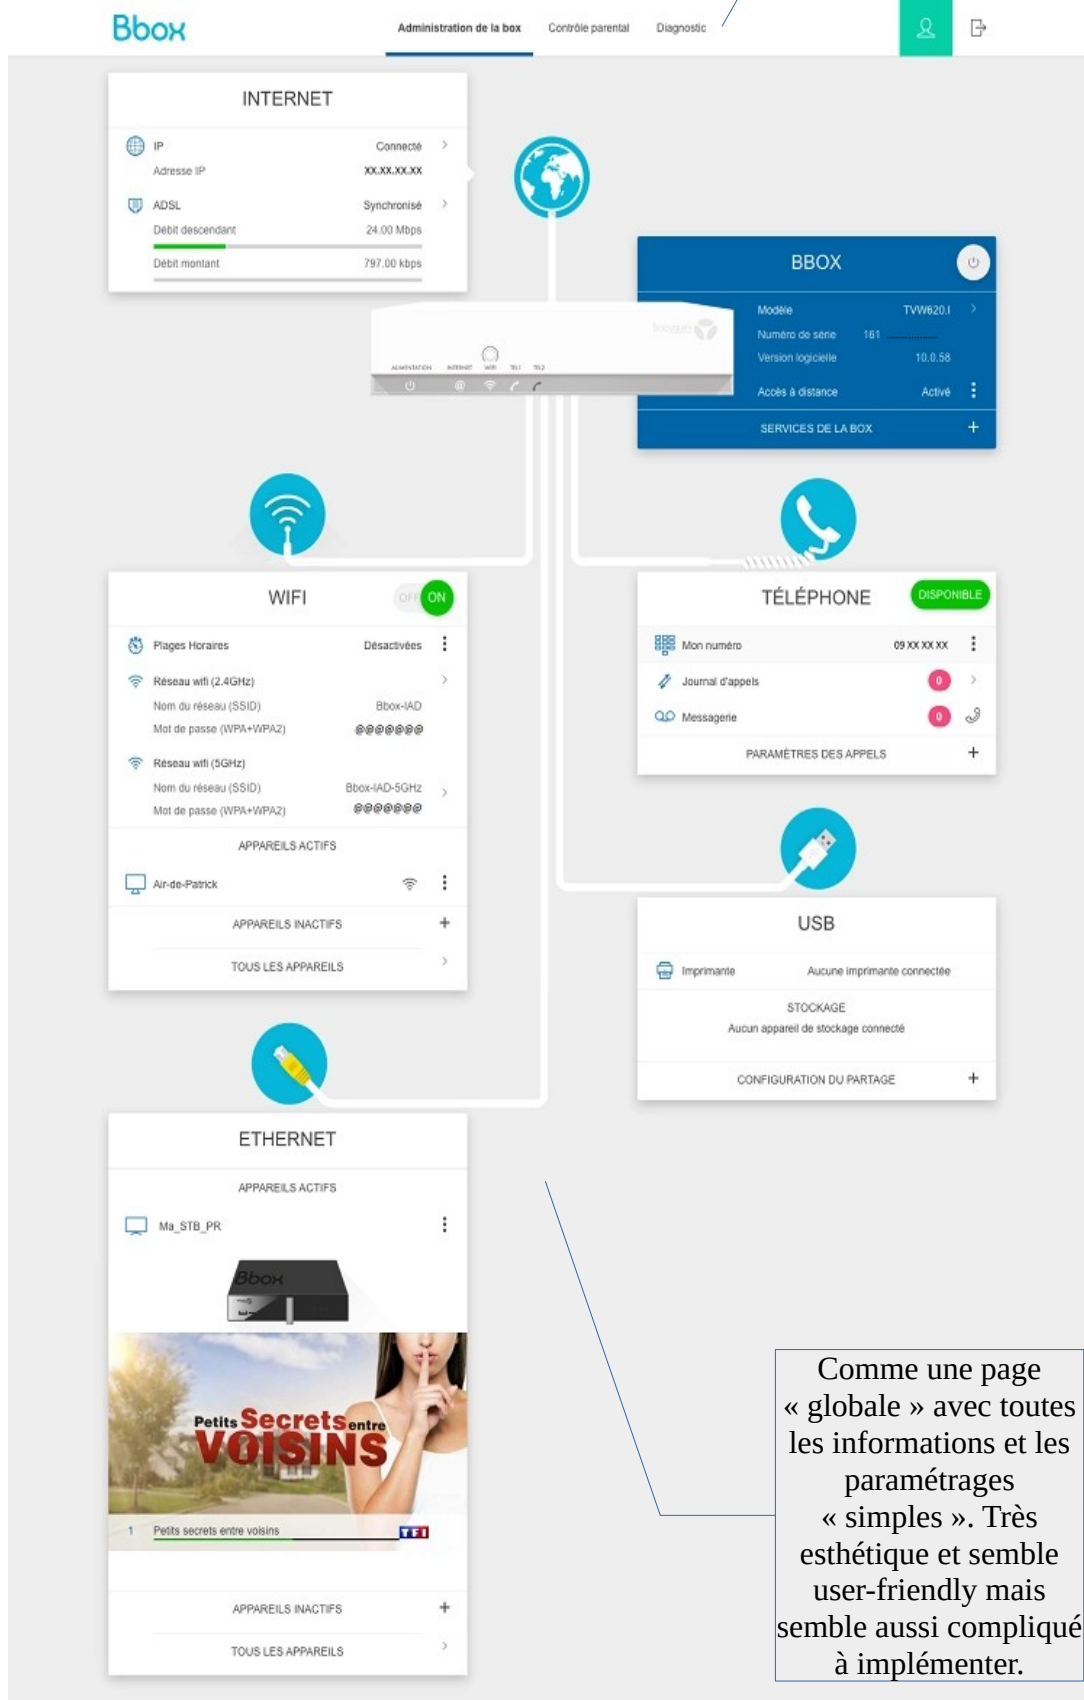 Bbox
Administration de la box
Contrôle parental
Diagnostic
INTERNET
IP Connecté
Adresse IP XX.XX.XX.XX
ADSL Synchronisé
Débit descendant 24.00 Mbps
Débit montant 797.00 kbps
BBOX
Modèle TVW620.I
Numéro de série 161
Version logicielle 10.0.58
Accès à distance Activé
SERVICES DE LA BOX +
bouygues
ALIMENTATION INTERNET WIFI TEL1 TEL2
@
WIFI OFF ON
Plages Horaires Désactivées
Réseau wifi (2.4GHz)
Nom du réseau (SSID) Bbox-IAD
Mot de passe (WPA+WPA2) @@@@@@@
Réseau wifi (5GHz)
Nom du réseau (SSID) Bbox-IAD-5GHz
Mot de passe (WPA+WPA2) @@@@@@@
APPAREILS ACTIFS
Air-de-Patrick
APPAREILS INACTIFS +
TOUS LES APPAREILS
TÉLÉPHONE DISPONIBLE
Mon numéro 09 XX XX XX
Journal d'appels 0
Messagerie 0
PARAMÈTRES DES APPELS +
USB
Imprimante Aucune imprimante connectée
STOCKAGE
Aucun appareil de stockage connecté
CONFIGURATION DU PARTAGE +
ETHERNET
APPAREILS ACTIFS
Ma_STB_PR
Bbox
Petits Secrets entre
VOISINS
1 Petits secrets entre voisins TF1
APPAREILS INACTIFS +
TOUS LES APPAREILS
Comme une page
« globale » avec toutes
les informations et les
paramétrages
« simples ». Très
esthétique et semble
user-friendly mais
semble aussi compliqué
à implémenter.